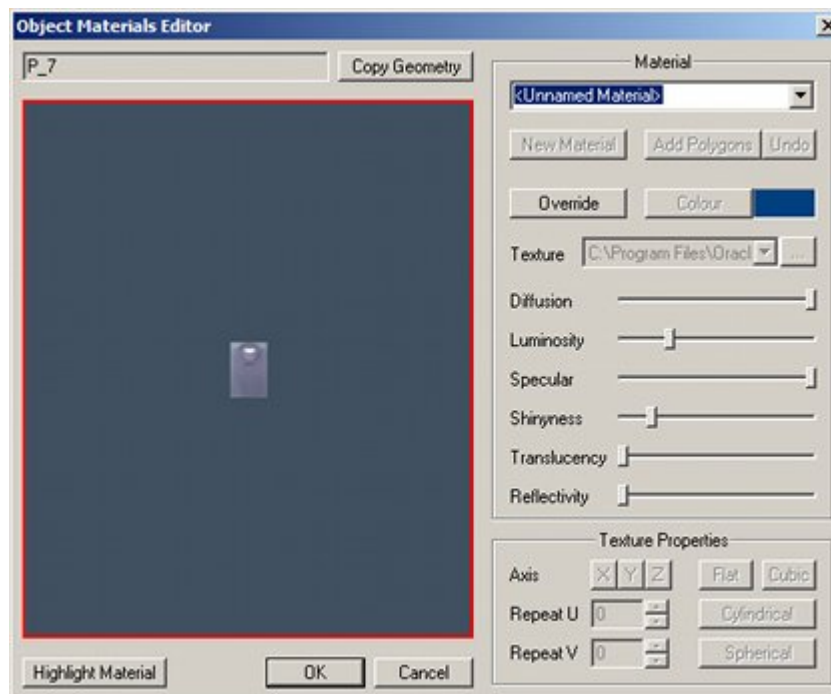 Object Materials Editor
P_7
Copy Geometry
Material
<Unnamed Material>
New Material
Add Polygons
Undo
Override
Colour
Texture
C:\Program Files\Oracl
...
Diffusion
Luminosity
Specular
Shinyness
Translucency
Reflectivity
Texture Properties
Axis
X
Y
Z
Flat
Cubic
Repeat U
0
Cylindrical
Repeat V
0
Spherical
Highlight Material
OK
Cancel